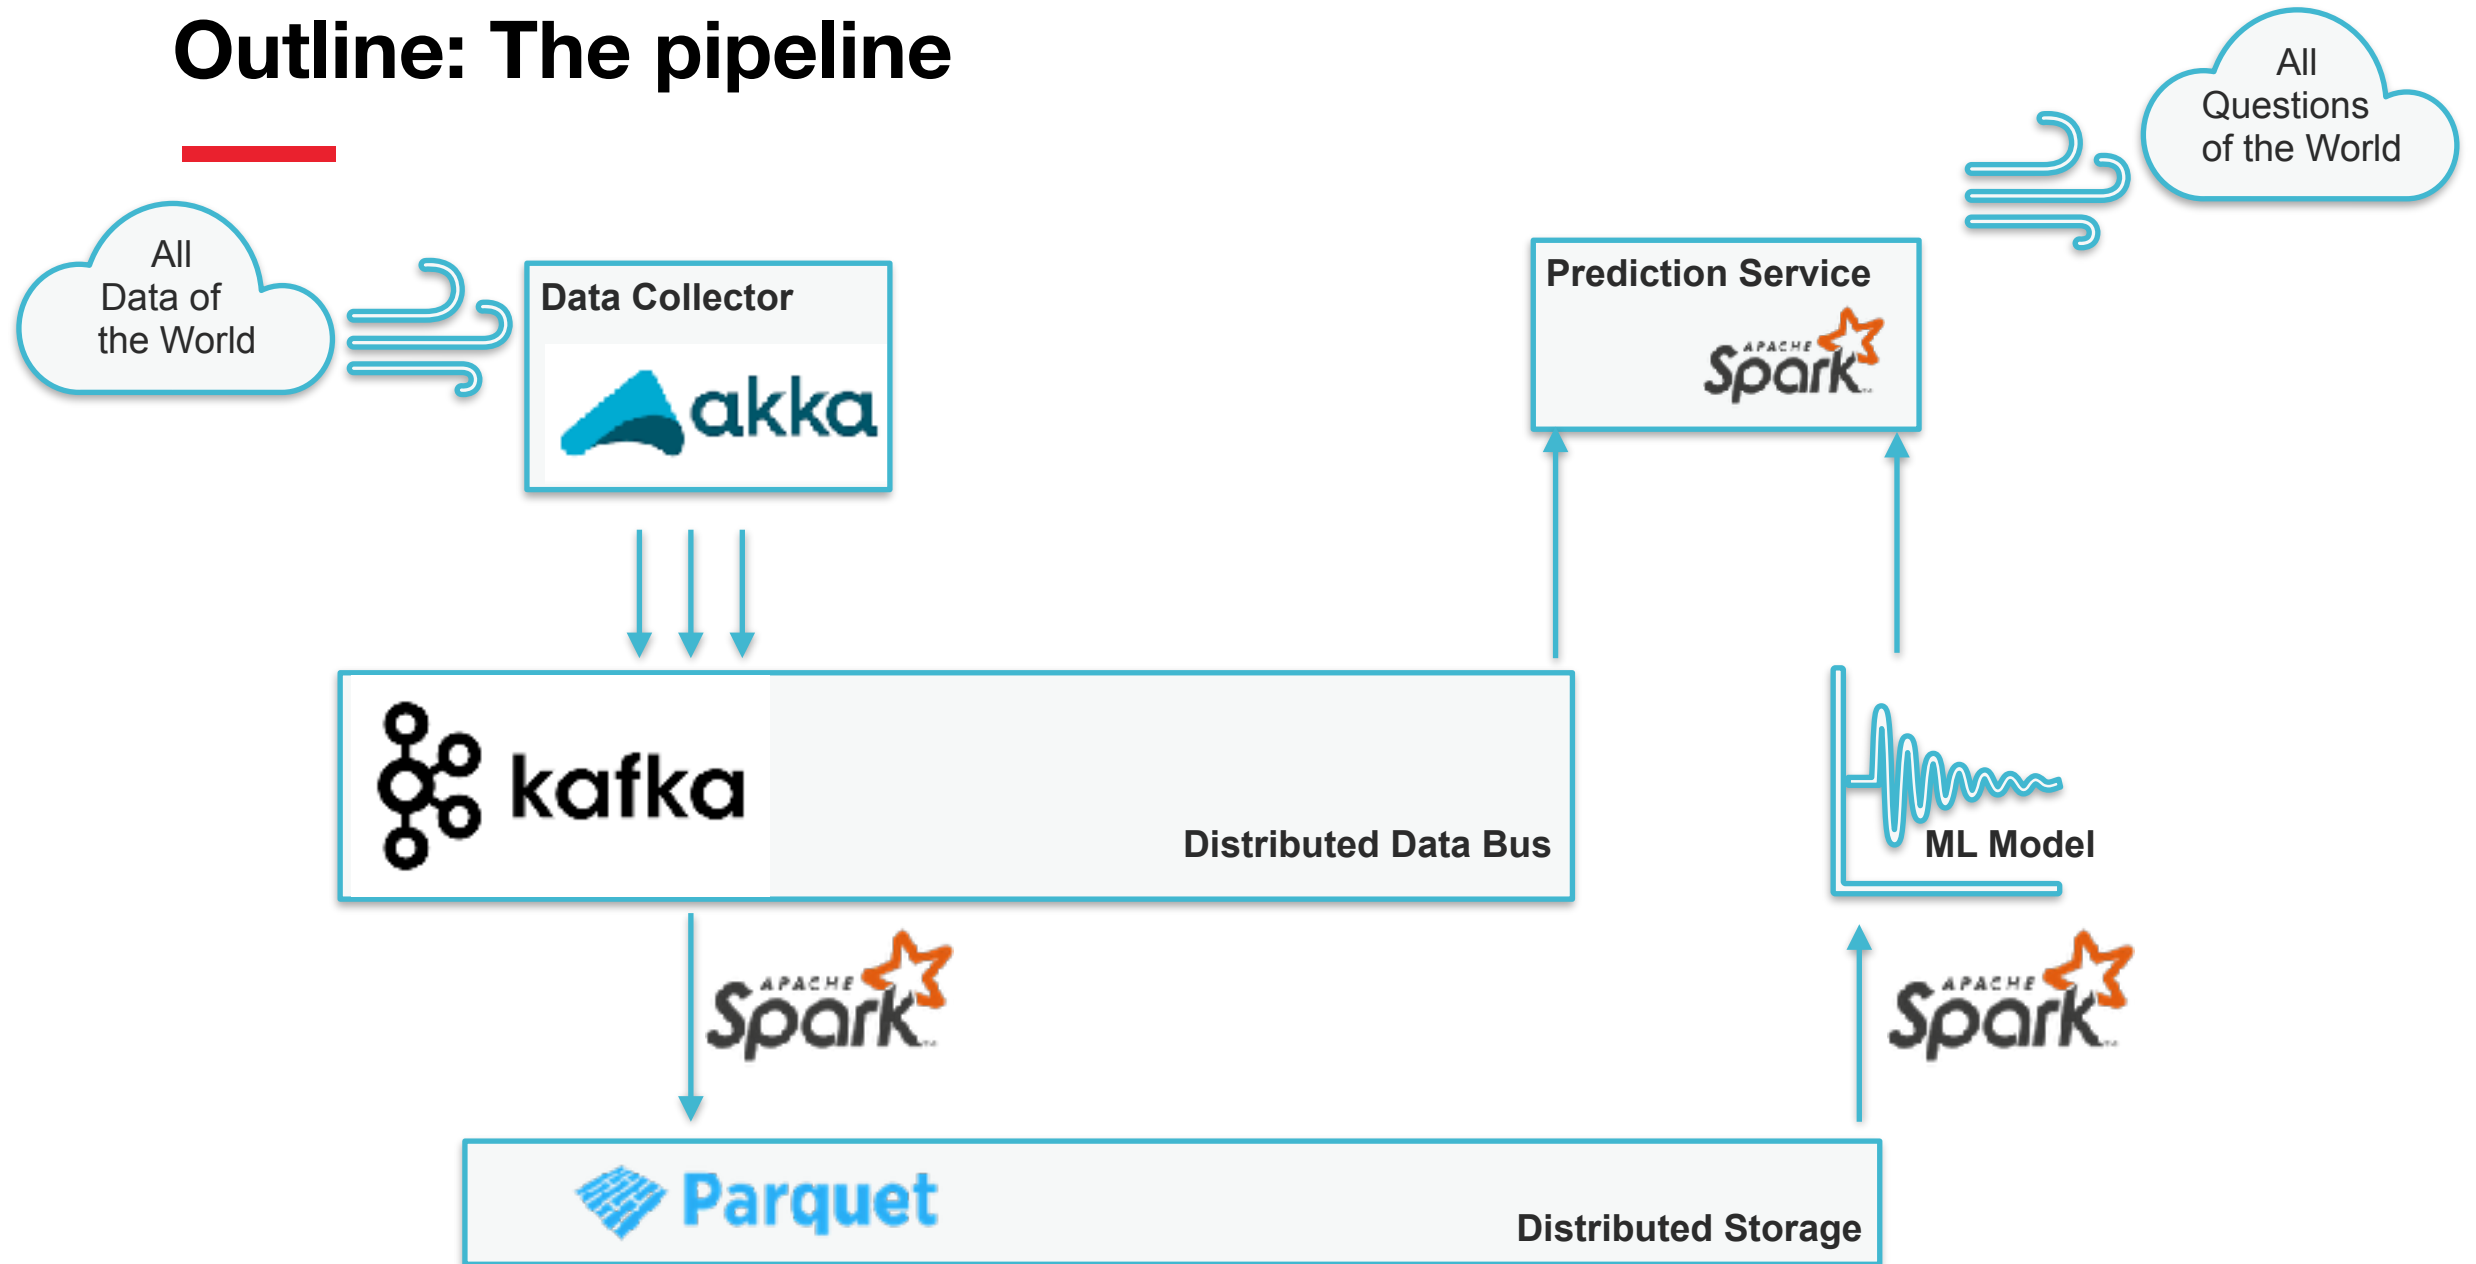 Outline: The pipeline
All
Questions
of the World
All
Data of
the World
Data Collector
akka
Prediction Service
APACHE
Spark
kafka
Distributed Data Bus
ML Model
APACHE
Spark
APACHE
Spark
Parquet
Distributed Storage